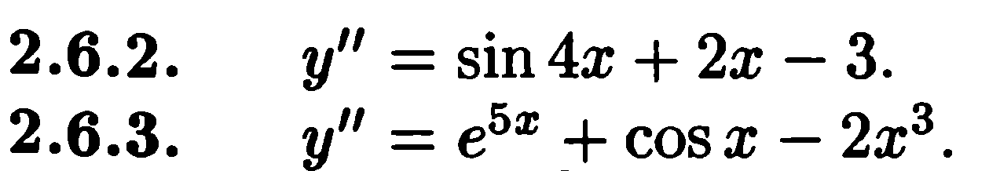 2.6.2. y'' = sin 4x + 2x − 3.
2.6.3. y'' = e^{5x} + cos x − 2x^3.